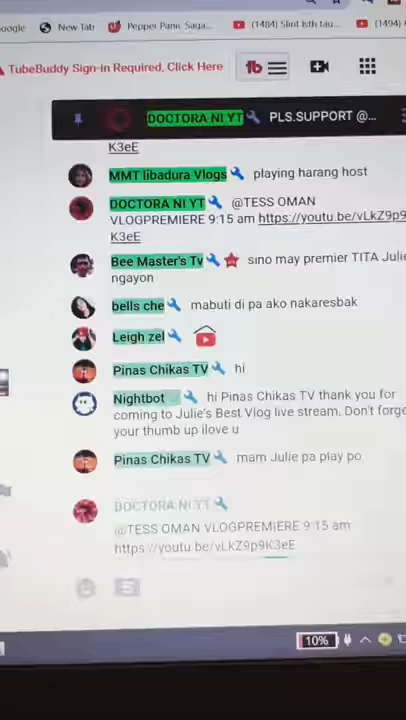 oogle New Tab Pepper Panic Saga... (1484) Slint isth tau... (1494)
TubeBuddy Sign-in Required, Click Here
DOCTORA NI YT PLS.SUPPORT @...
K3eE
MMT libadura Vlogs playing harang host
DOCTORA NI YT @TESS OMAN
VLOGPREMIERE 9:15 am https://youtu.be/vLkZ9p9
K3eE
Bee Master's Tv sino may premier TITA Julie
ngayon
bells che mabuti di pa ako nakaresbak
Leigh zel
Pinas Chikas TV hi
Nightbot hi Pinas Chikas TV thank you for
coming to Julie's Best Vlog live stream. Don't forge
your thumb up ilove u
Pinas Chikas TV mam Julie pa play po
DOCTORA NI YT
@TESS OMAN VLOGPREMIERE 9:15 am
https://youtu.be/vLkZ9p9K3eE
10%